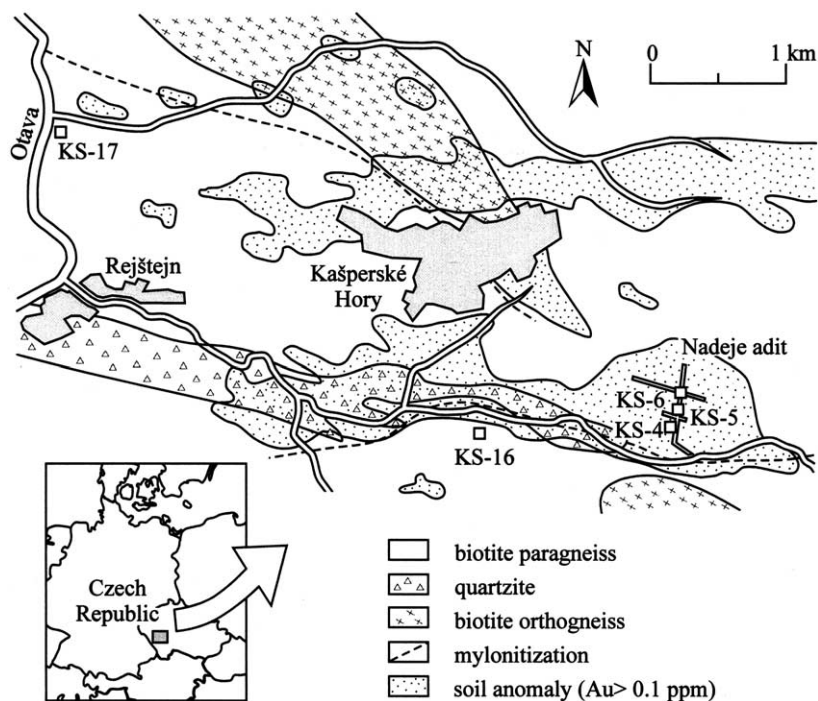 N
0 1 km
Otava
KS-17
Rejštejn
Kašperské
Hory
Nadeje adit
KS-6
KS-5
KS-4
KS-16
Czech
Republic
biotite paragneiss
quartzite
biotite orthogneiss
mylonitization
soil anomaly (Au> 0.1 ppm)